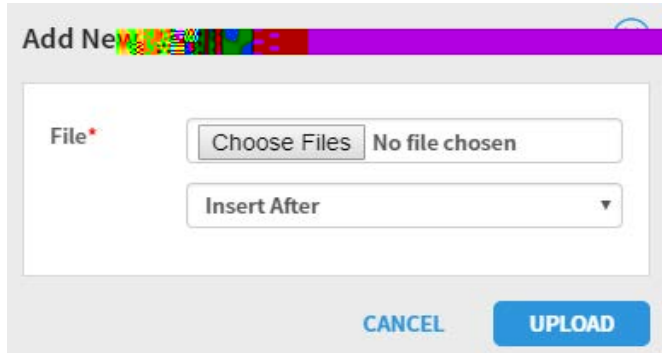 Add New
File*
Choose Files No file chosen
Insert After
CANCEL UPLOAD